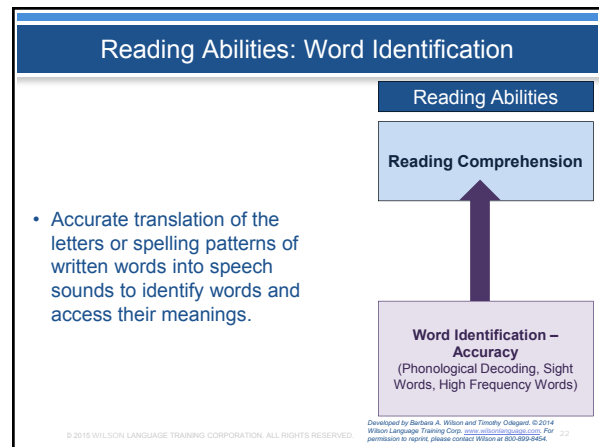 Reading Abilities: Word Identification
Reading Abilities
Reading Comprehension
• Accurate translation of the
letters or spelling patterns of
written words into speech
sounds to identify words and
access their meanings.
Word Identification –
Accuracy
(Phonological Decoding, Sight
Words, High Frequency Words)
© 2015 WILSON LANGUAGE TRAINING CORPORATION. ALL RIGHTS RESERVED.
Developed by Barbara A. Wilson and Timothy Odegard. © 2014
Wilson Language Training Corp. www.wilsonlanguage.com. For
permission to reprint, please contact Wilson at 800-899-8454.
22